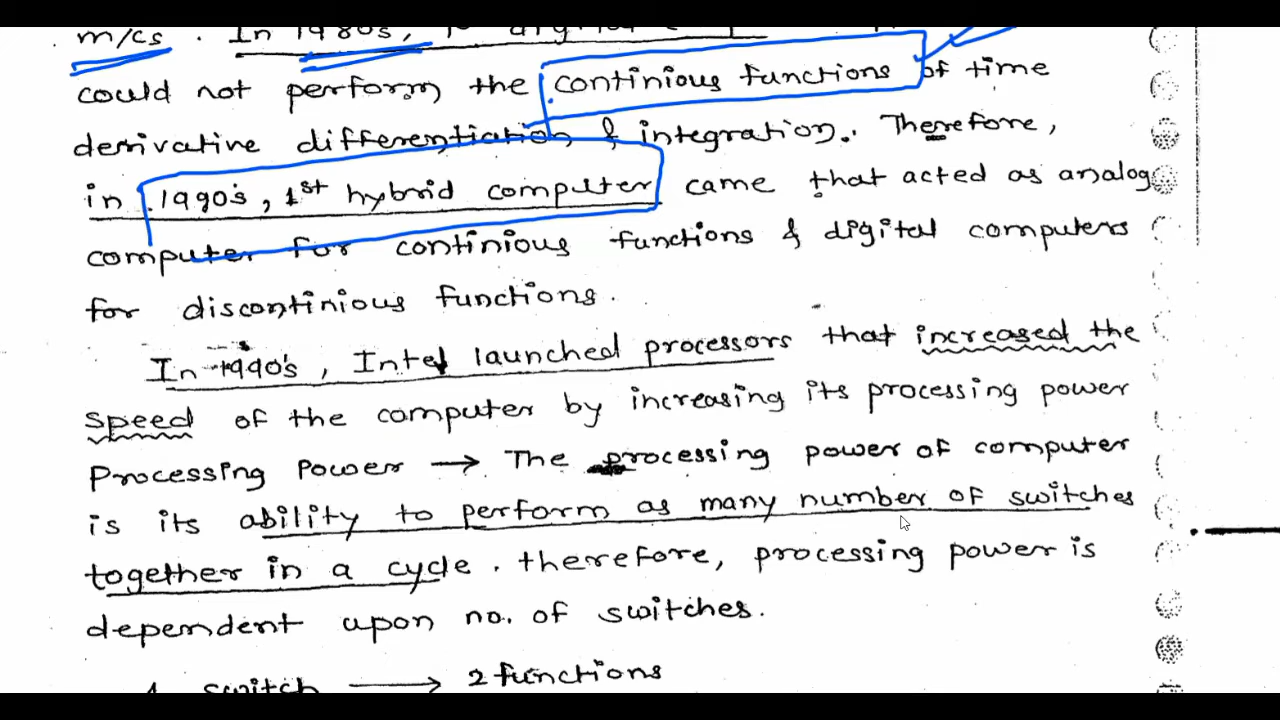 m/cs. In 1980s,
could not perform the continious functions of time
derivative differentiation & integration. Therefore,
in 1990's, 1st hybrid computer came that acted as analog
computer for continious functions & digital computers
for discontinious functions.
In 1990's, Intel launched processors that increased the
speed of the computer by increasing its processing power
Processing Power → The processing power of computer
is its ability to perform as many number of switches
together in a cycle. therefore, processing power is
dependent upon no. of switches.
1 switch → 2 functions